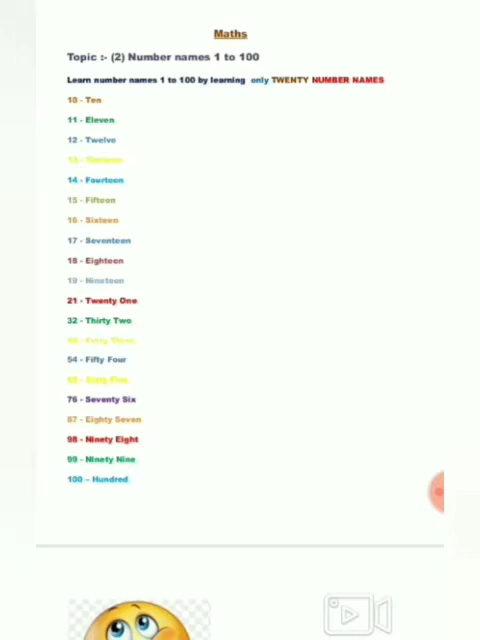 Maths
Topic :- (2) Number names 1 to 100
Learn number names 1 to 100 by learning only TWENTY NUMBER NAMES
10 - Ten
11 - Eleven
12 - Twelve
13 - Thirteen
14 - Fourteen
15 - Fifteen
16 - Sixteen
17 - Seventeen
18 - Eighteen
19 - Nineteen
21 - Twenty One
32 - Thirty Two
54 - Fifty Four
76 - Seventy Six
87 - Eighty Seven
98 - Ninety Eight
99 - Ninety Nine
100 – Hundred